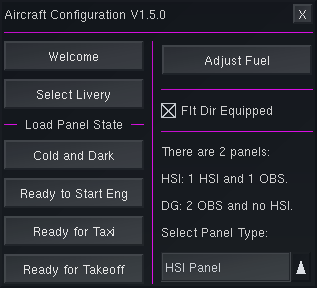 Aircraft Configuration V1.5.0
X
Welcome
Select Livery
Load Panel State
Cold and Dark
Ready to Start Eng
Ready for Taxi
Ready for Takeoff
Adjust Fuel
Flt Dir Equipped
There are 2 panels:
HSI: 1 HSI and 1 OBS.
DG: 2 OBS and no HSI.
Select Panel Type:
HSI Panel